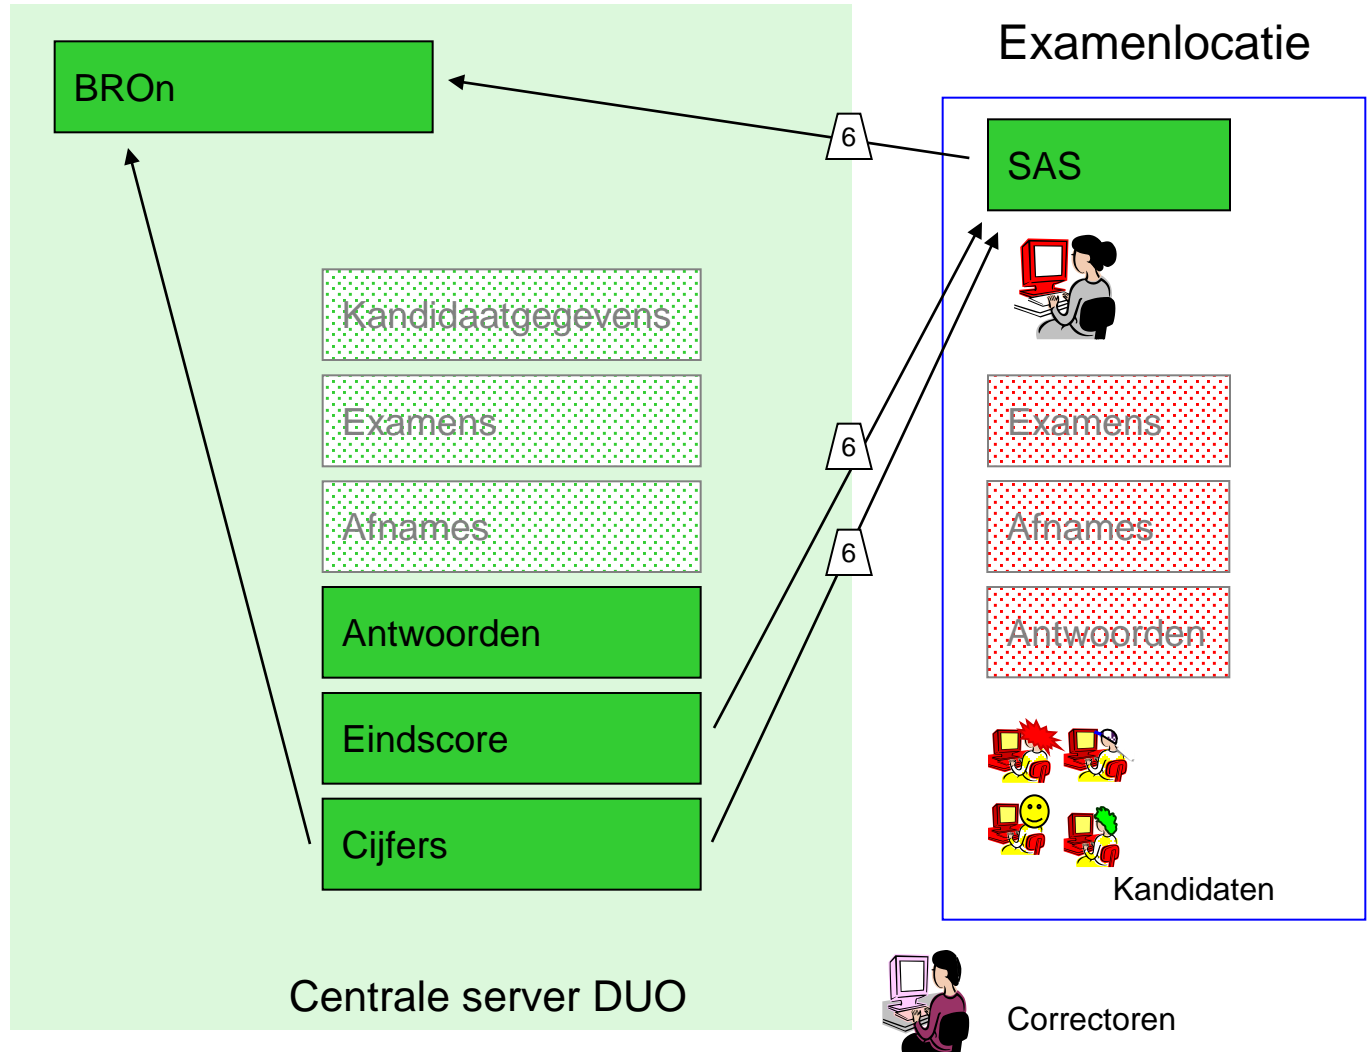 Examenlocatie
BROn
6
SAS
Kandidaatgegevens
Examens
Examens
6
Afnames
Afnames
6
Antwoorden
Antwoorden
Eindscore
Cijfers
Kandidaten
Centrale server DUO
Correctoren